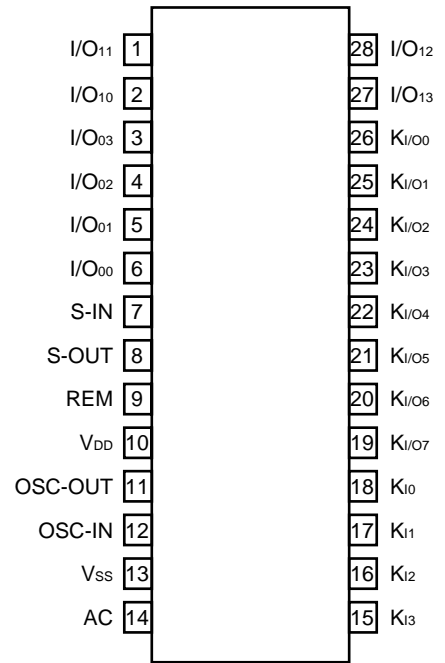 I/O11 1 28 I/O12
I/O10 2 27 I/O13
I/O03 3 26 KI/O0
I/O02 4 25 KI/O1
I/O01 5 24 KI/O2
I/O00 6 23 KI/O3
S-IN 7 22 KI/O4
S-OUT 8 21 KI/O5
REM 9 20 KI/O6
VDD 10 19 KI/O7
OSC-OUT 11 18 KI0
OSC-IN 12 17 KI1
VSS 13 16 KI2
AC 14 15 KI3